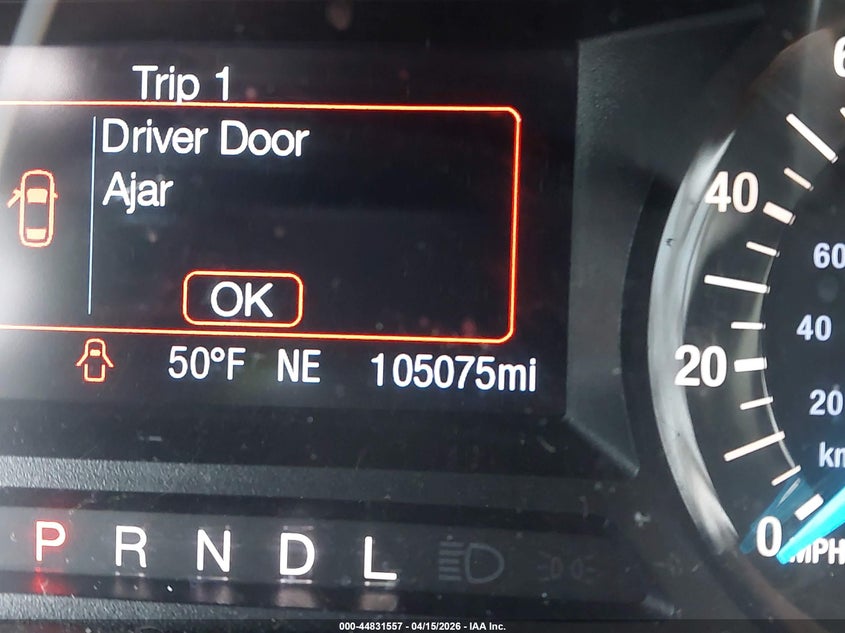 Trip 1
Driver Door
Ajar
OK
50°F NE 105075mi
P R N D L
40
20
0
MPH
60
40
20
000-44831557 - 04/15/2026 - IAA Inc.